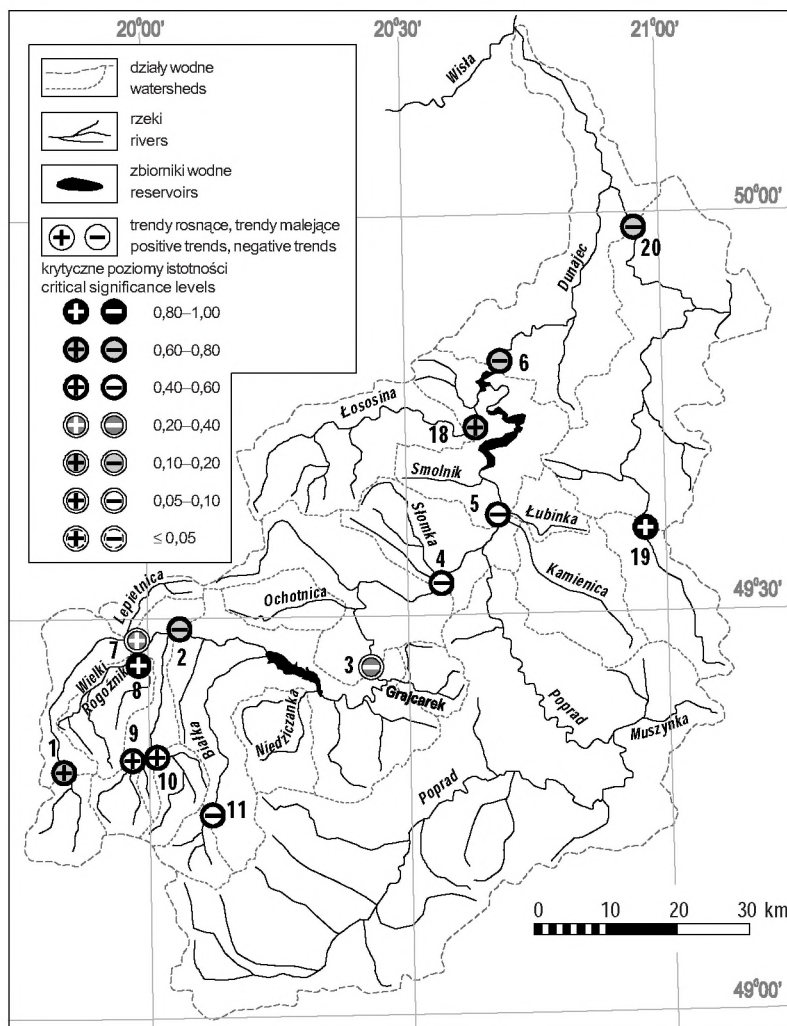 20°00'
20°30'
21°00'
działy wodne
watersheds
rzeki
rivers
zbiorniki wodne
reservoirs
trendy rosnące, trendy malejące
positive trends, negative trends
krytyczne poziomy istotności
critical significance levels
0,80–1,00
0,60–0,80
0,40–0,60
0,20–0,40
0,10–0,20
0,05–0,10
≤ 0,05
Wisła
50°00'
20
Dunajec
6
Łososina
18
Smolnik
5
Łubinka
Słomka
19
4
Kamienica
Lepietnica
Ochotnica
49°30'
7
2
3
Wielki
Rogoźnik
8
Grajcarek
Niedziczanka
Białka
Poprad
Muszynka
1
9
10
Poprad
11
0 10 20 30 km
49°00'